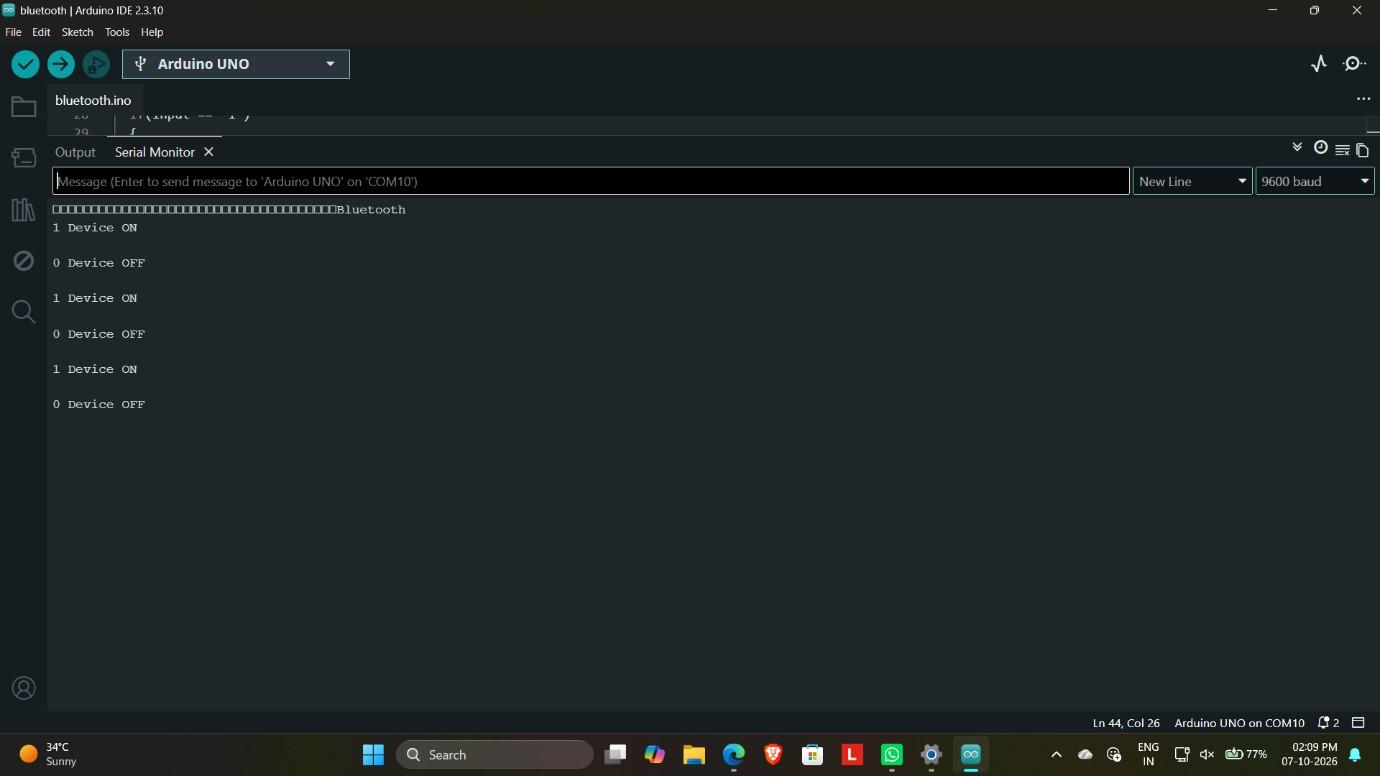 bluetooth | Arduino IDE 2.3.10
File Edit Sketch Tools Help
Arduino UNO
bluetooth.ino
29 {
Output Serial Monitor
Message (Enter to send message to 'Arduino UNO' on 'COM10')
New Line
9600 baud
Bluetooth
1 Device ON
0 Device OFF
1 Device ON
0 Device OFF
1 Device ON
0 Device OFF
Ln 44, Col 26 Arduino UNO on COM10 2
34°C
Sunny
Search
L
ENG
IN
77%
02:09 PM
07-10-2026